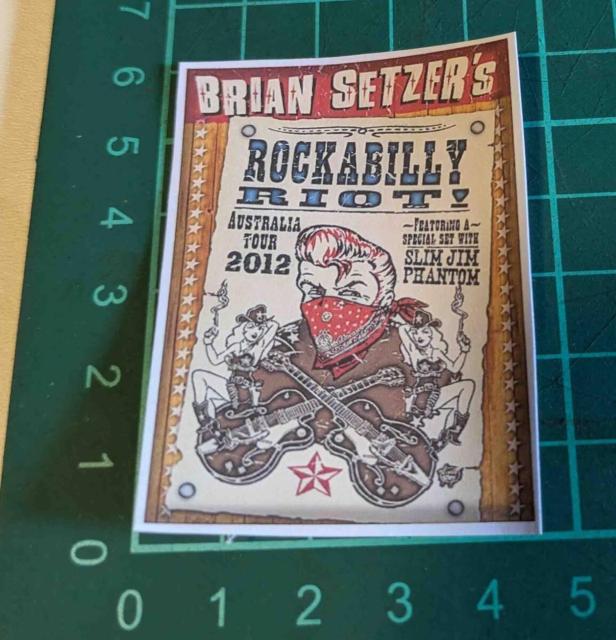 BRIAN SETZER'S
ROCKABILLY
RIOT!
AUSTRALIA
TOUR
2012
~FEATURING A~
SPECIAL SET WITH
SLIM JIM
PHANTOM
7
6
5
4
3
2
1
0
0 1 2 3 4 5